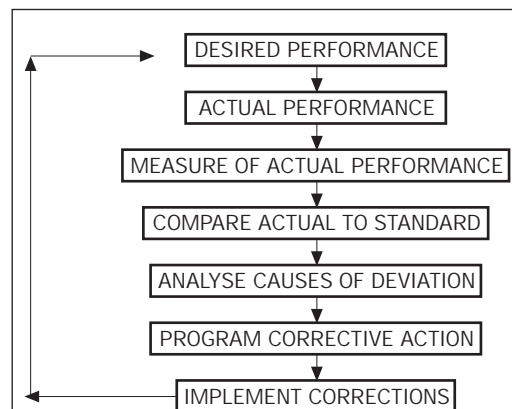 DESIRED PERFORMANCE
ACTUAL PERFORMANCE
MEASURE OF ACTUAL PERFORMANCE
COMPARE ACTUAL TO STANDARD
ANALYSE CAUSES OF DEVIATION
PROGRAM CORRECTIVE ACTION
IMPLEMENT CORRECTIONS